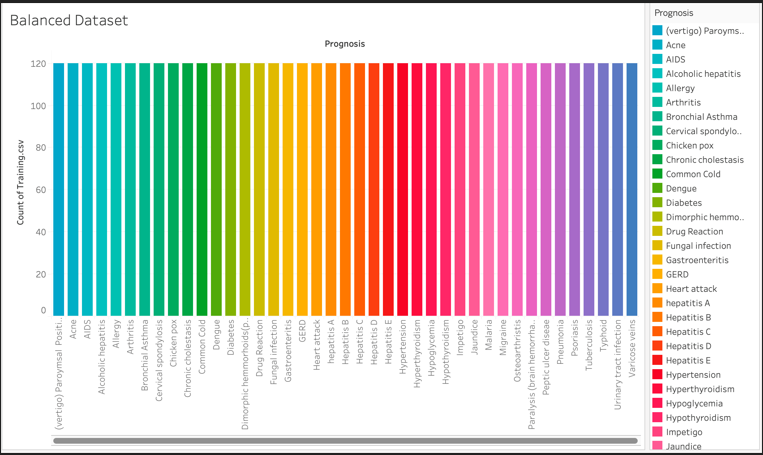 Balanced Dataset
Prognosis
Count of Training.csv
120
100
80
60
40
20
0
(vertigo) Paroymsal Positi..
Acne
AIDS
Alcoholic hepatitis
Allergy
Arthritis
Bronchial Asthma
Cervical spondylosis
Chicken pox
Chronic cholestasis
Common Cold
Dengue
Diabetes
Dimorphic hemmorhoids(p..
Drug Reaction
Fungal infection
Gastroenteritis
GERD
Heart attack
hepatitis A
Hepatitis B
Hepatitis C
Hepatitis D
Hepatitis E
Hypertension
Hyperthyroidism
Hypoglycemia
Hypothyroidism
Impetigo
Jaundice
Malaria
Migraine
Osteoarthristis
Paralysis (brain hemorrha..
Peptic ulcer diseae
Pneumonia
Psoriasis
Tuberculosis
Typhoid
Urinary tract infection
Varicose veins
Prognosis
(vertigo) Paroyms..
Acne
AIDS
Alcoholic hepatitis
Allergy
Arthritis
Bronchial Asthma
Cervical spondylo..
Chicken pox
Chronic cholestasis
Common Cold
Dengue
Diabetes
Dimorphic hemmo..
Drug Reaction
Fungal infection
Gastroenteritis
GERD
Heart attack
hepatitis A
Hepatitis B
Hepatitis C
Hepatitis D
Hepatitis E
Hypertension
Hyperthyroidism
Hypoglycemia
Hypothyroidism
Impetigo
Jaundice